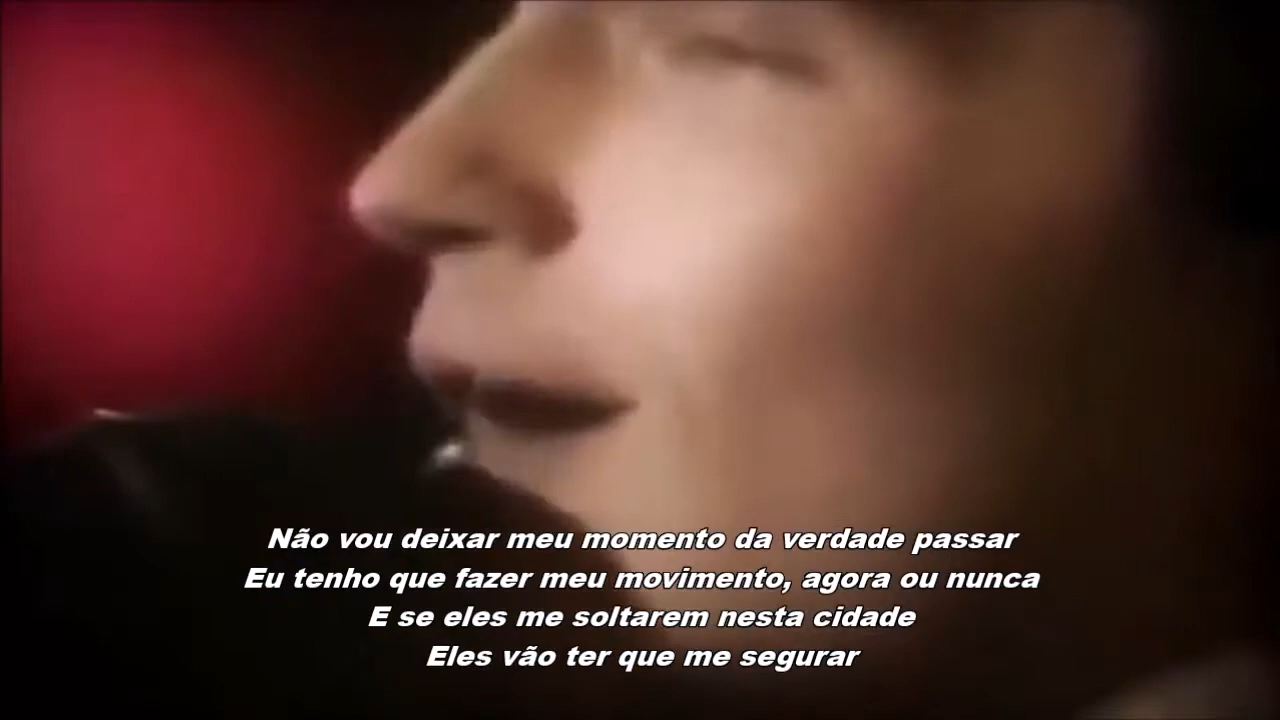 Não vou deixar meu momento da verdade passar
Eu tenho que fazer meu movimento, agora ou nunca
E se eles me soltarem nesta cidade
Eles vão ter que me segurar